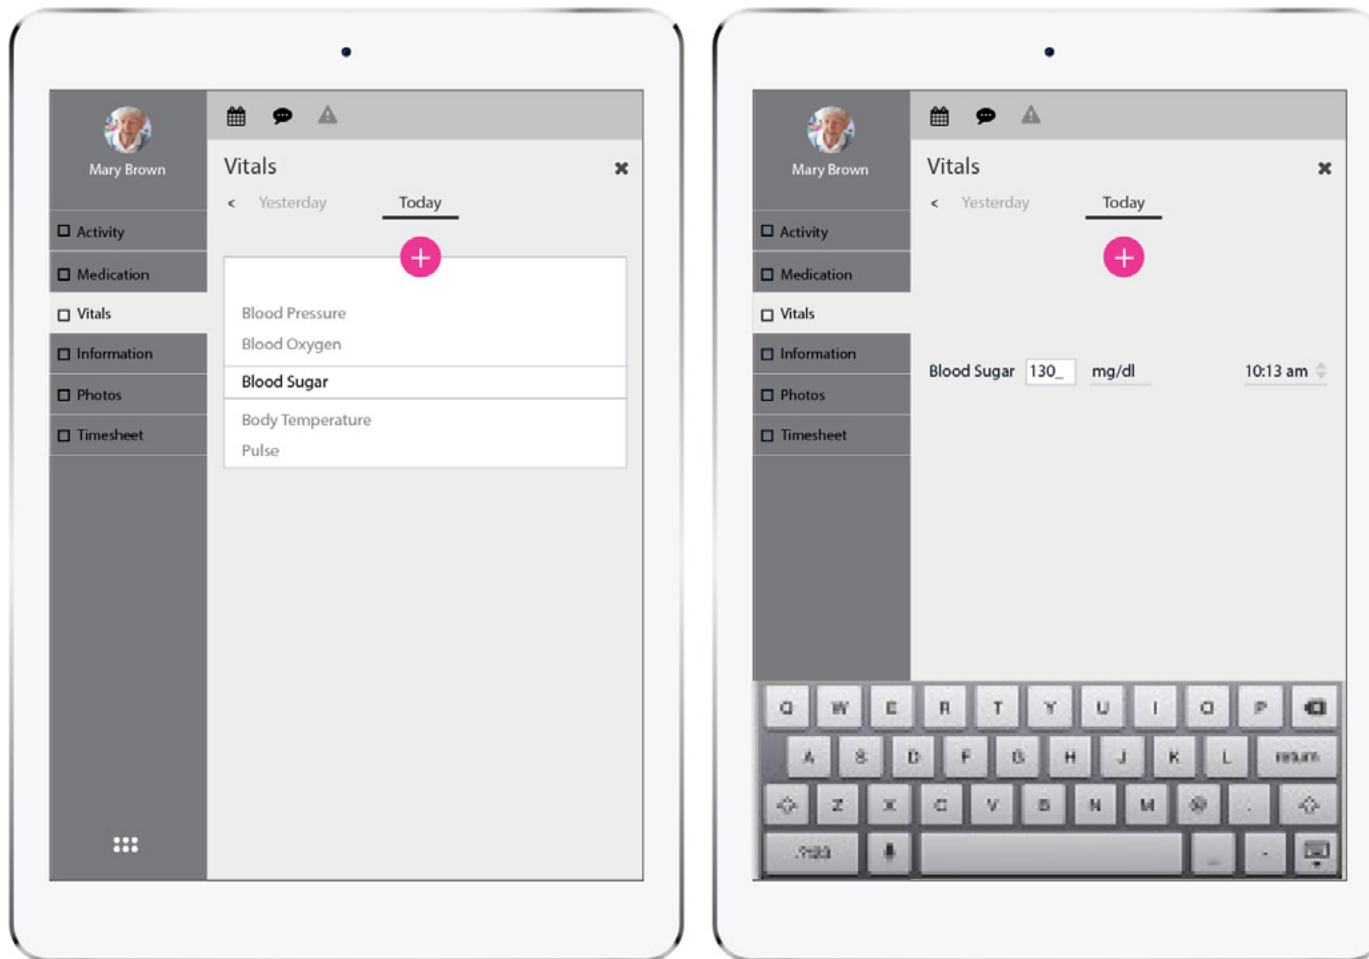 Mary Brown
Activity
Medication
Vitals
Information
Photos
Timesheet
Vitals
< Yesterday Today
+
Blood Pressure
Blood Oxygen
Blood Sugar
Body Temperature
Pulse
Mary Brown
Activity
Medication
Vitals
Information
Photos
Timesheet
Vitals
< Yesterday Today
+
Blood Sugar 130_ mg/dl 10:13 am
Q W E R T Y U I O P
A S D F G H J K L return
Z X C V B N M @ .
.?123 _ -